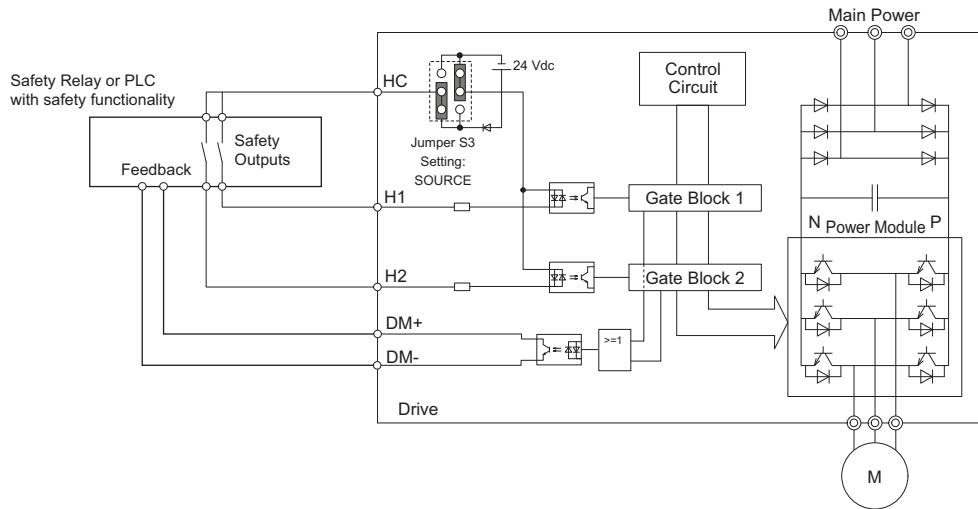 Main Power
Safety Relay or PLC
with safety functionality
HC
24 Vdc
Control
Circuit
Feedback
Safety
Outputs
Jumper S3
Setting:
SOURCE
H1
Gate Block 1
N
Power Module
P
H2
Gate Block 2
DM+
DM-
>=1
Drive
M